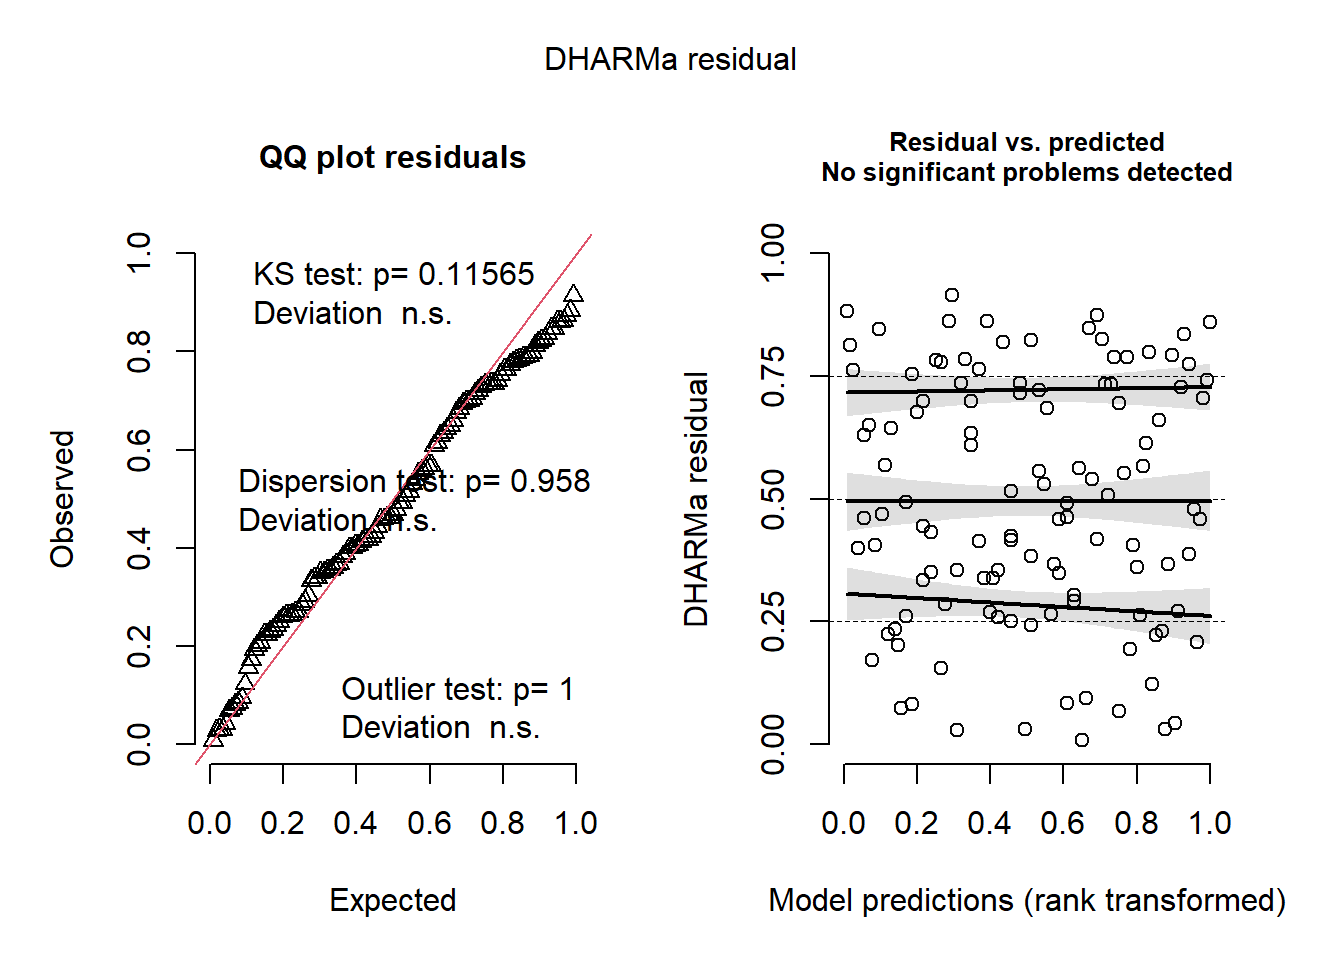 DHARMa residual
QQ plot residuals
Observed
0.0 0.2 0.4 0.6 0.8 1.0
KS test: p= 0.11565
Deviation  n.s.
Dispersion test: p= 0.958
Deviation  n.s.
Outlier test: p= 1
Deviation  n.s.
0.0 0.2 0.4 0.6 0.8 1.0
Expected
Residual vs. predicted
No significant problems detected
DHARMa residual
0.00 0.25 0.50 0.75 1.00
0.0 0.2 0.4 0.6 0.8 1.0
Model predictions (rank transformed)